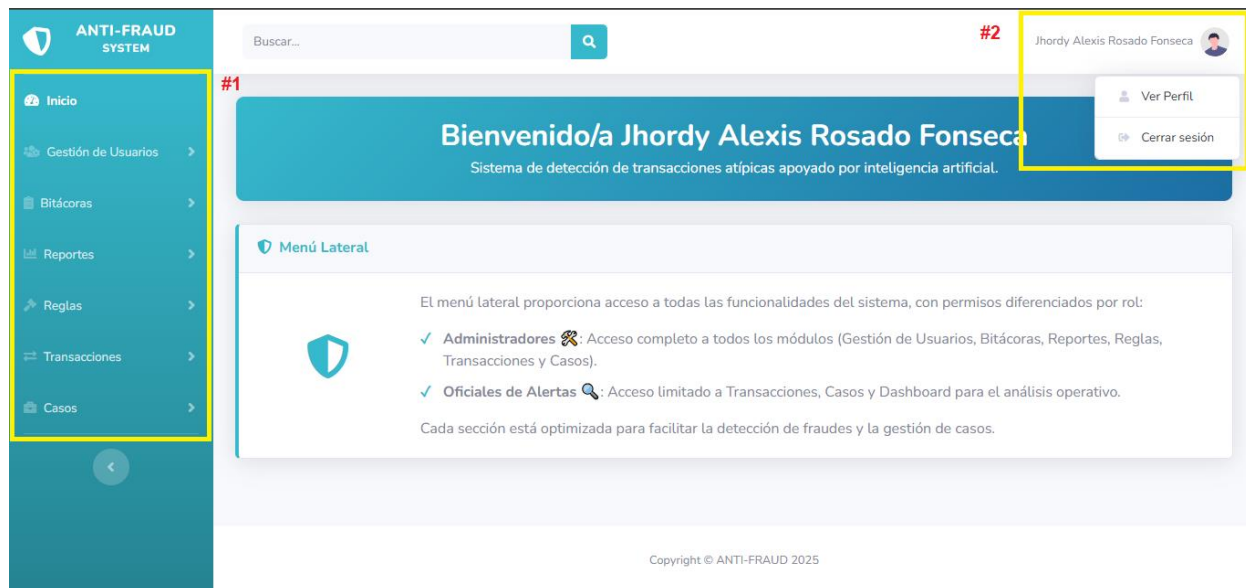 ANTI-FRAUD
SYSTEM
Buscar...
#2
Jhordy Alexis Rosado Fonseca
#1
Inicio
Gestión de Usuarios
Bitácoras
Reportes
Reglas
Transacciones
Casos
Ver Perfil
Cerrar sesión
Bienvenido/a Jhordy Alexis Rosado Fonseca
Sistema de detección de transacciones atípicas apoyado por inteligencia artificial.
Menú Lateral
El menú lateral proporciona acceso a todas las funcionalidades del sistema, con permisos diferenciados por rol:
✓ Administradores 🛠: Acceso completo a todos los módulos (Gestión de Usuarios, Bitácoras, Reportes, Reglas,
Transacciones y Casos).
✓ Oficiales de Alertas 🔍: Acceso limitado a Transacciones, Casos y Dashboard para el análisis operativo.
Cada sección está optimizada para facilitar la detección de fraudes y la gestión de casos.
Copyright © ANTI-FRAUD 2025